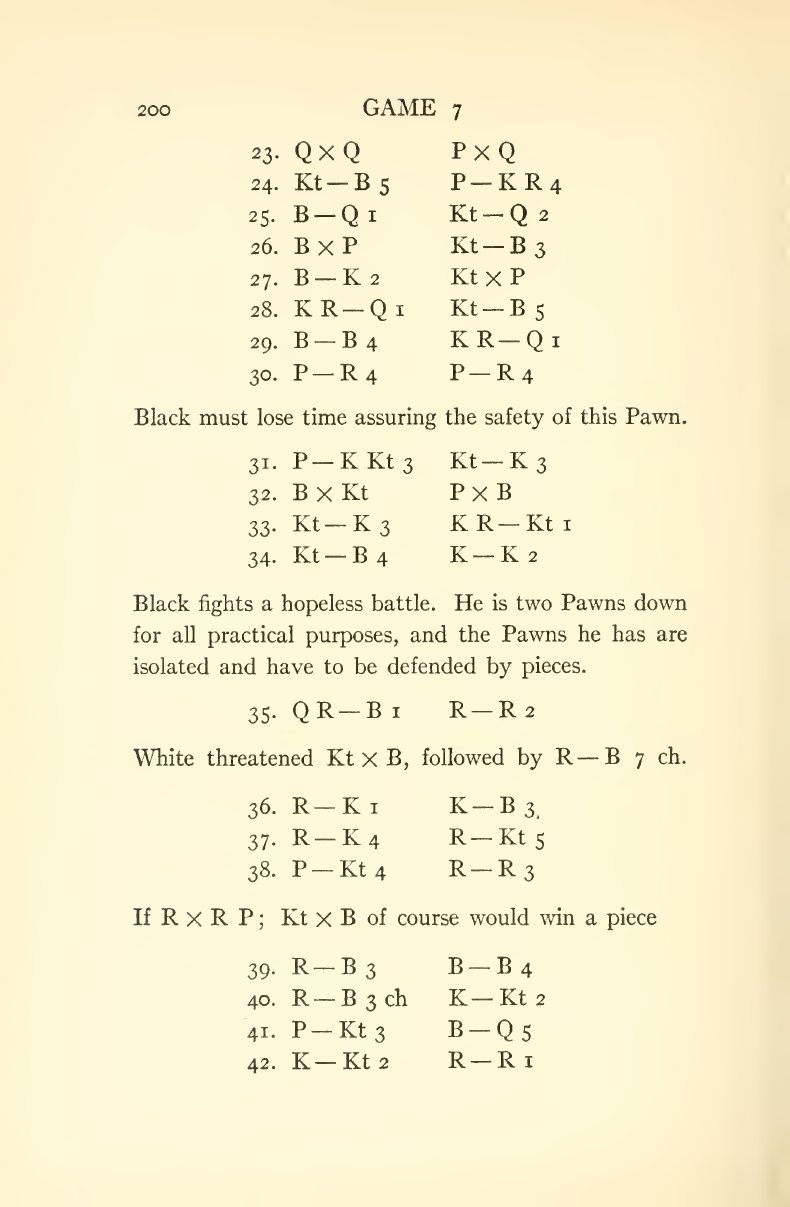 200 GAME 7
23. Q × Q P × Q
24. Kt — B 5 P — K R 4
25. B — Q 1 Kt — Q 2
26. B × P Kt — B 3
27. B — K 2 Kt × P
28. K R — Q 1 Kt — B 5
29. B — B 4 K R — Q 1
30. P — R 4 P — R 4
Black must lose time assuring the safety of this Pawn.
31. P — K Kt 3 Kt — K 3
32. B × Kt P × B
33. Kt — K 3 K R — Kt 1
34. Kt — B 4 K — K 2
Black fights a hopeless battle. He is two Pawns down
for all practical purposes, and the Pawns he has are
isolated and have to be defended by pieces.
35. Q R — B 1 R — R 2
White threatened Kt × B, followed by R — B 7 ch.
36. R — K 1 K — B 3
37. R — K 4 R — Kt 5
38. P — Kt 4 R — R 3
If R × R P; Kt × B of course would win a piece
39. R — B 3 B — B 4
40. R — B 3 ch K — Kt 2
41. P — Kt 3 B — Q 5
42. K — Kt 2 R — R 1